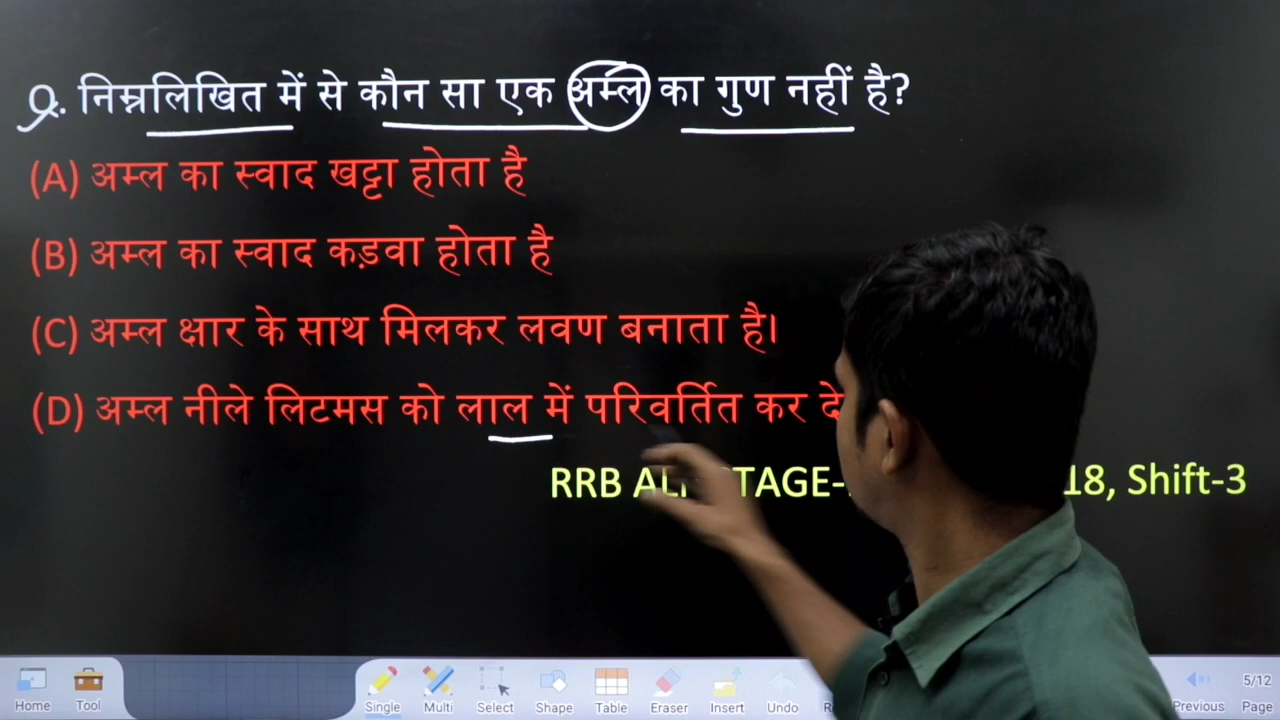 Q. निम्नलिखित में से कौन सा एक अम्ल का गुण नहीं है?
(A) अम्ल का स्वाद खट्टा होता है
(B) अम्ल का स्वाद कड़वा होता है
(C) अम्ल क्षार के साथ मिलकर लवण बनाता है।
(D) अम्ल नीले लिटमस को लाल में परिवर्तित कर
RRB 18, Shift-3
Home Tool Single Multi Select Shape Table Eraser Insert Undo Previous 5/12 Page